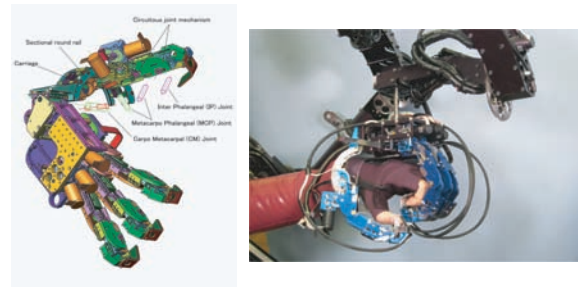 Circuitous joint mechanism
Sectional round rail
Carriage
Inter Phalangeal (IP) Joint
Metacarpo Phalangeal (MCP) Joint
Carpo Metacarpal (CM) Joint